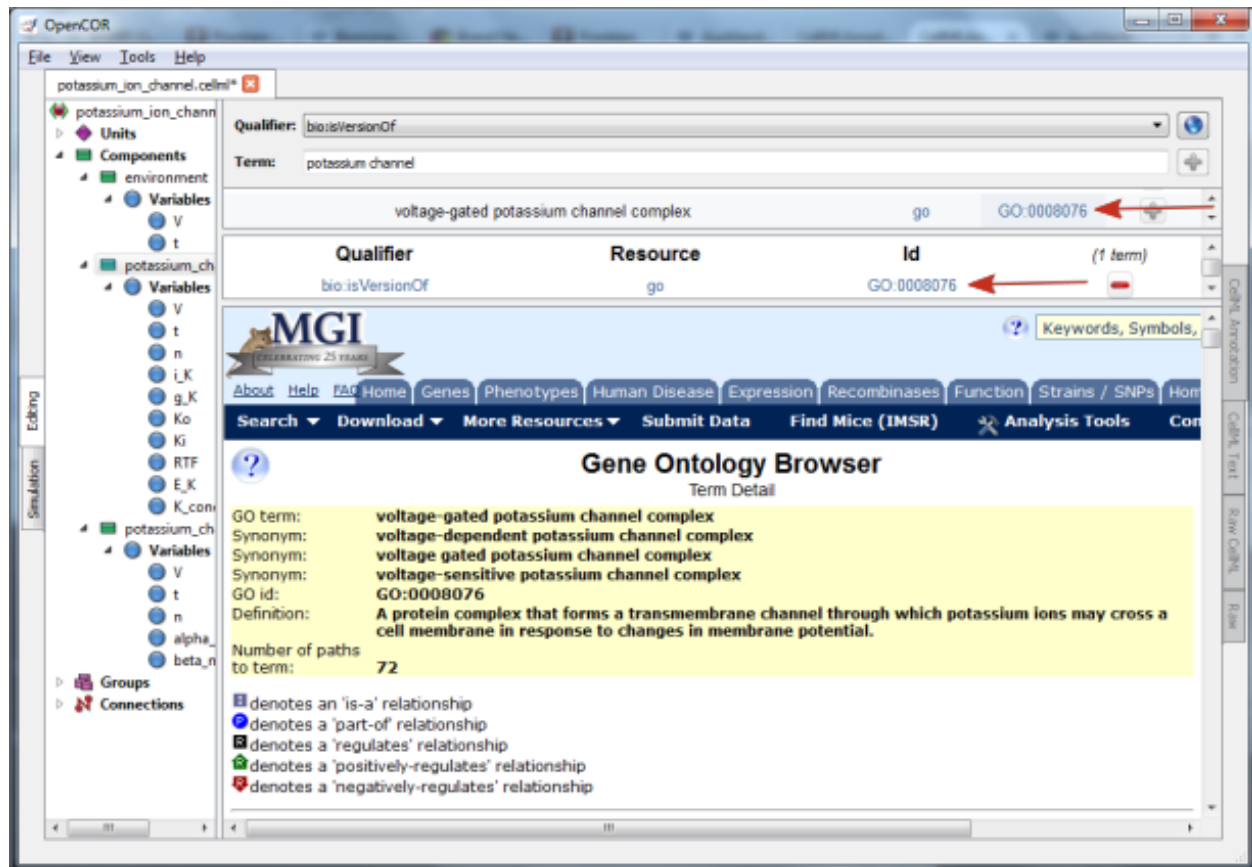 OpenCOR
File View Tools Help
potassium_ion_channel.cellml*
potassium_ion_chann
Units
Components
environment
Variables
V
t
potassium_ch
Variables
V
t
n
i_K
g_K
Ko
Ki
RTF
E_K
K_con
potassium_ch
Variables
V
t
n
alpha_
beta_n
Groups
Connections
Editing
Simulation
Qualifier: bio:isVersionOf
Term: potassium channel
voltage-gated potassium channel complex go GO:0008076
Qualifier Resource Id (1 term)
bio:isVersionOf go GO:0008076
MGI
CELEBRATING 25 YEARS
? Keywords, Symbols,
About Help FAQ Home Genes Phenotypes Human Disease Expression Recombinases Function Strains / SNPs Hom
Search Download More Resources Submit Data Find Mice (IMSR) Analysis Tools Con
? Gene Ontology Browser
Term Detail
GO term: voltage-gated potassium channel complex
Synonym: voltage-dependent potassium channel complex
Synonym: voltage gated potassium channel complex
Synonym: voltage-sensitive potassium channel complex
GO id: GO:0008076
Definition: A protein complex that forms a transmembrane channel through which potassium ions may cross a
cell membrane in response to changes in membrane potential.
Number of paths
to term: 72
I denotes an 'is-a' relationship
P denotes a 'part-of' relationship
R denotes a 'regulates' relationship
R denotes a 'positively-regulates' relationship
R denotes a 'negatively-regulates' relationship
CellML Annotation
CellML Text
Raw CellML
Raw